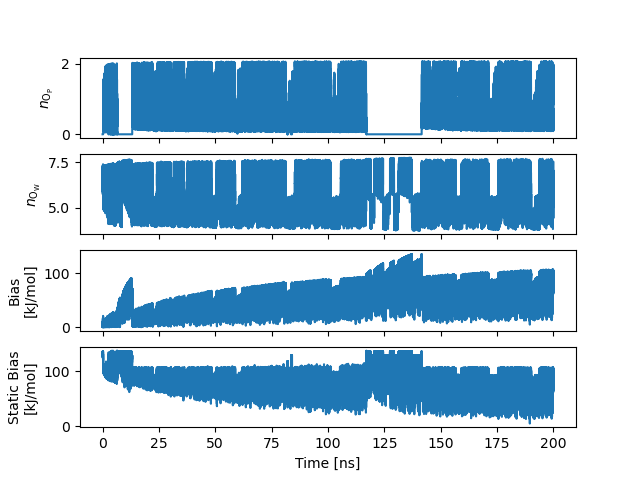 2
0
n_{O_P}
7.5
5.0
n_{O_W}
100
0
Bias
[kJ/mol]
100
0
Static Bias
[kJ/mol]
0 25 50 75 100 125 150 175 200
Time [ns]